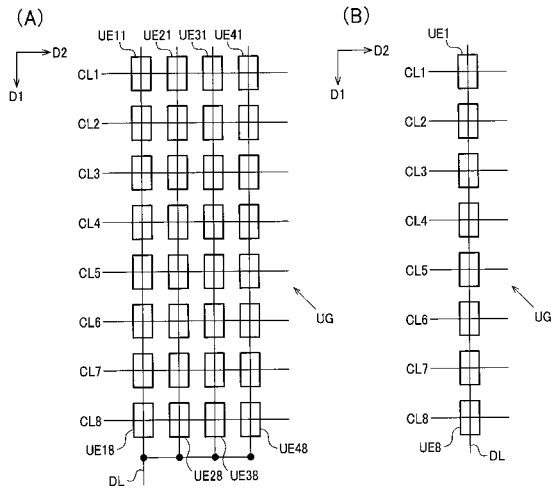 (A)
UE11 UE21 UE31 UE41
D2
D1
CL1
CL2
CL3
CL4
CL5
CL6
CL7
CL8
UG
UE18 UE28 UE38 UE48
DL
(B)
UE1
D2
D1
CL1
CL2
CL3
CL4
CL5
CL6
CL7
CL8
UG
UE8
DL